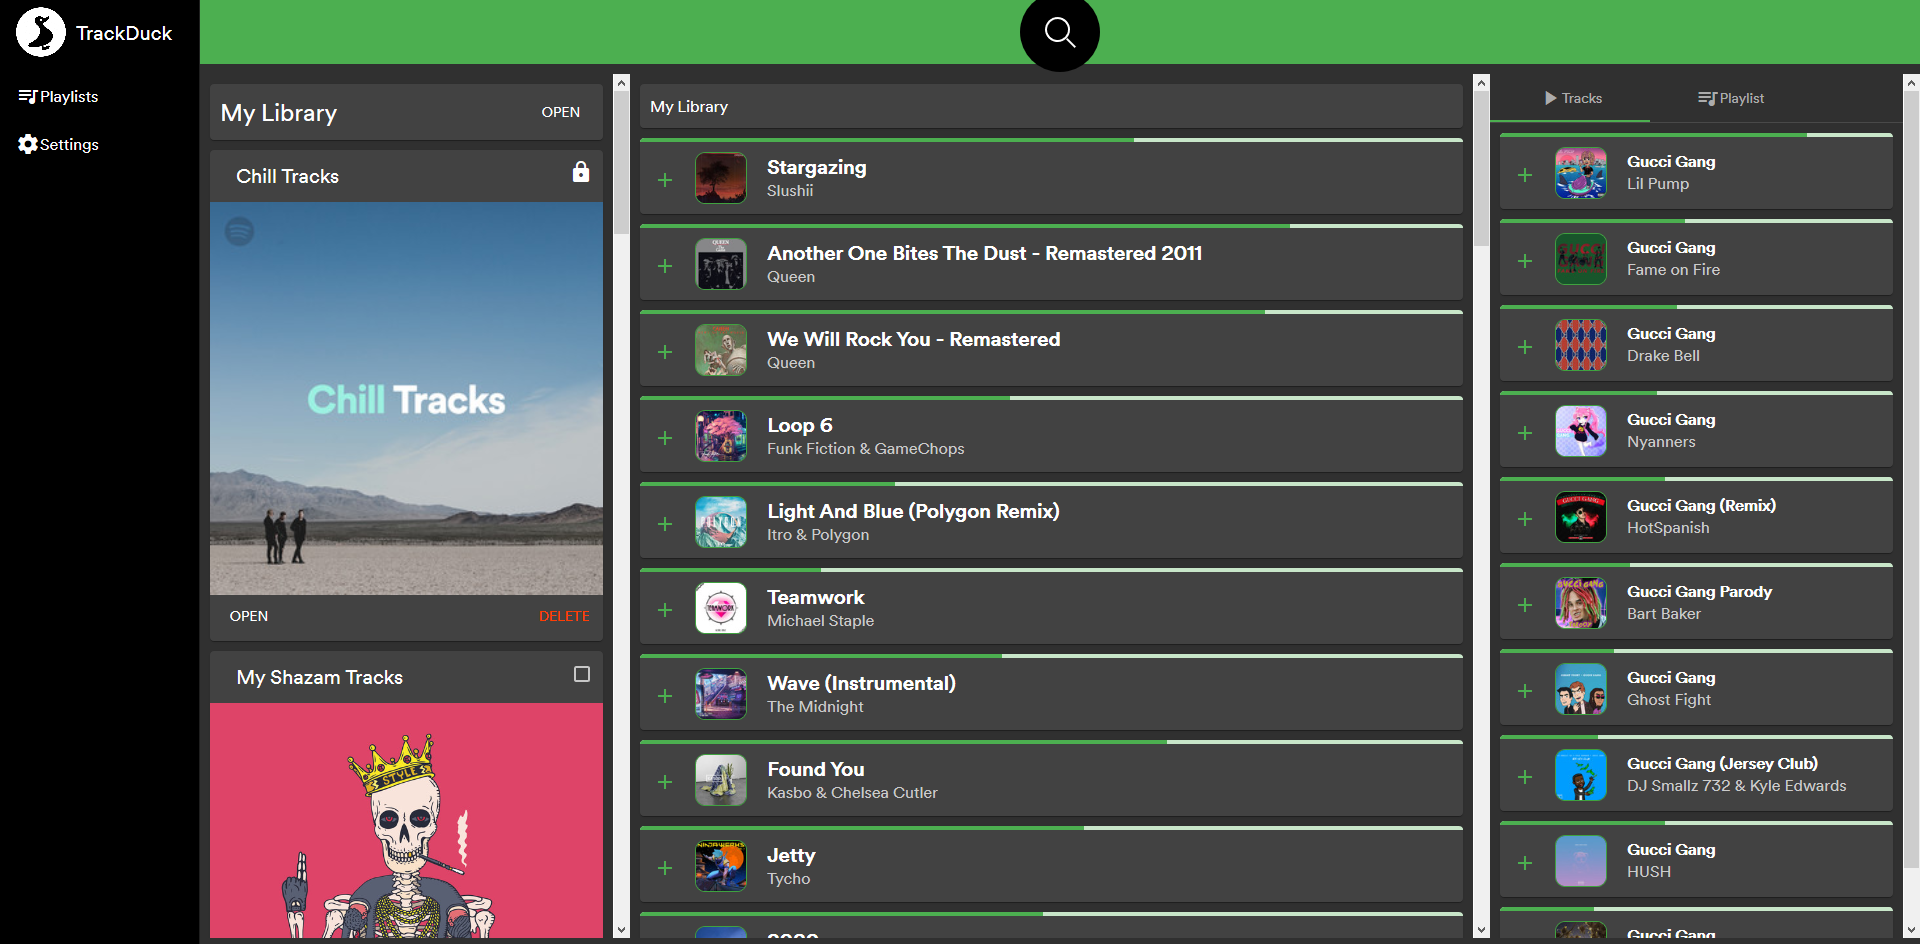 TrackDuck
Playlists
Settings
My Library
OPEN
Chill Tracks
Chill Tracks
OPEN
DELETE
My Shazam Tracks
STYLE
My Library
Stargazing
Slushii
Another One Bites The Dust - Remastered 2011
Queen
We Will Rock You - Remastered
Queen
Loop 6
Funk Fiction & GameChops
Light And Blue (Polygon Remix)
Itro & Polygon
Teamwork
Michael Staple
Wave (Instrumental)
The Midnight
Found You
Kasbo & Chelsea Cutler
Jetty
Tycho
Tracks
Playlist
Gucci Gang
Lil Pump
Gucci Gang
Fame on Fire
Gucci Gang
Drake Bell
Gucci Gang
Nyanners
Gucci Gang (Remix)
HotSpanish
Gucci Gang Parody
Bart Baker
Gucci Gang
Ghost Fight
Gucci Gang (Jersey Club)
DJ Smallz 732 & Kyle Edwards
Gucci Gang
HUSH
Gucci Gang